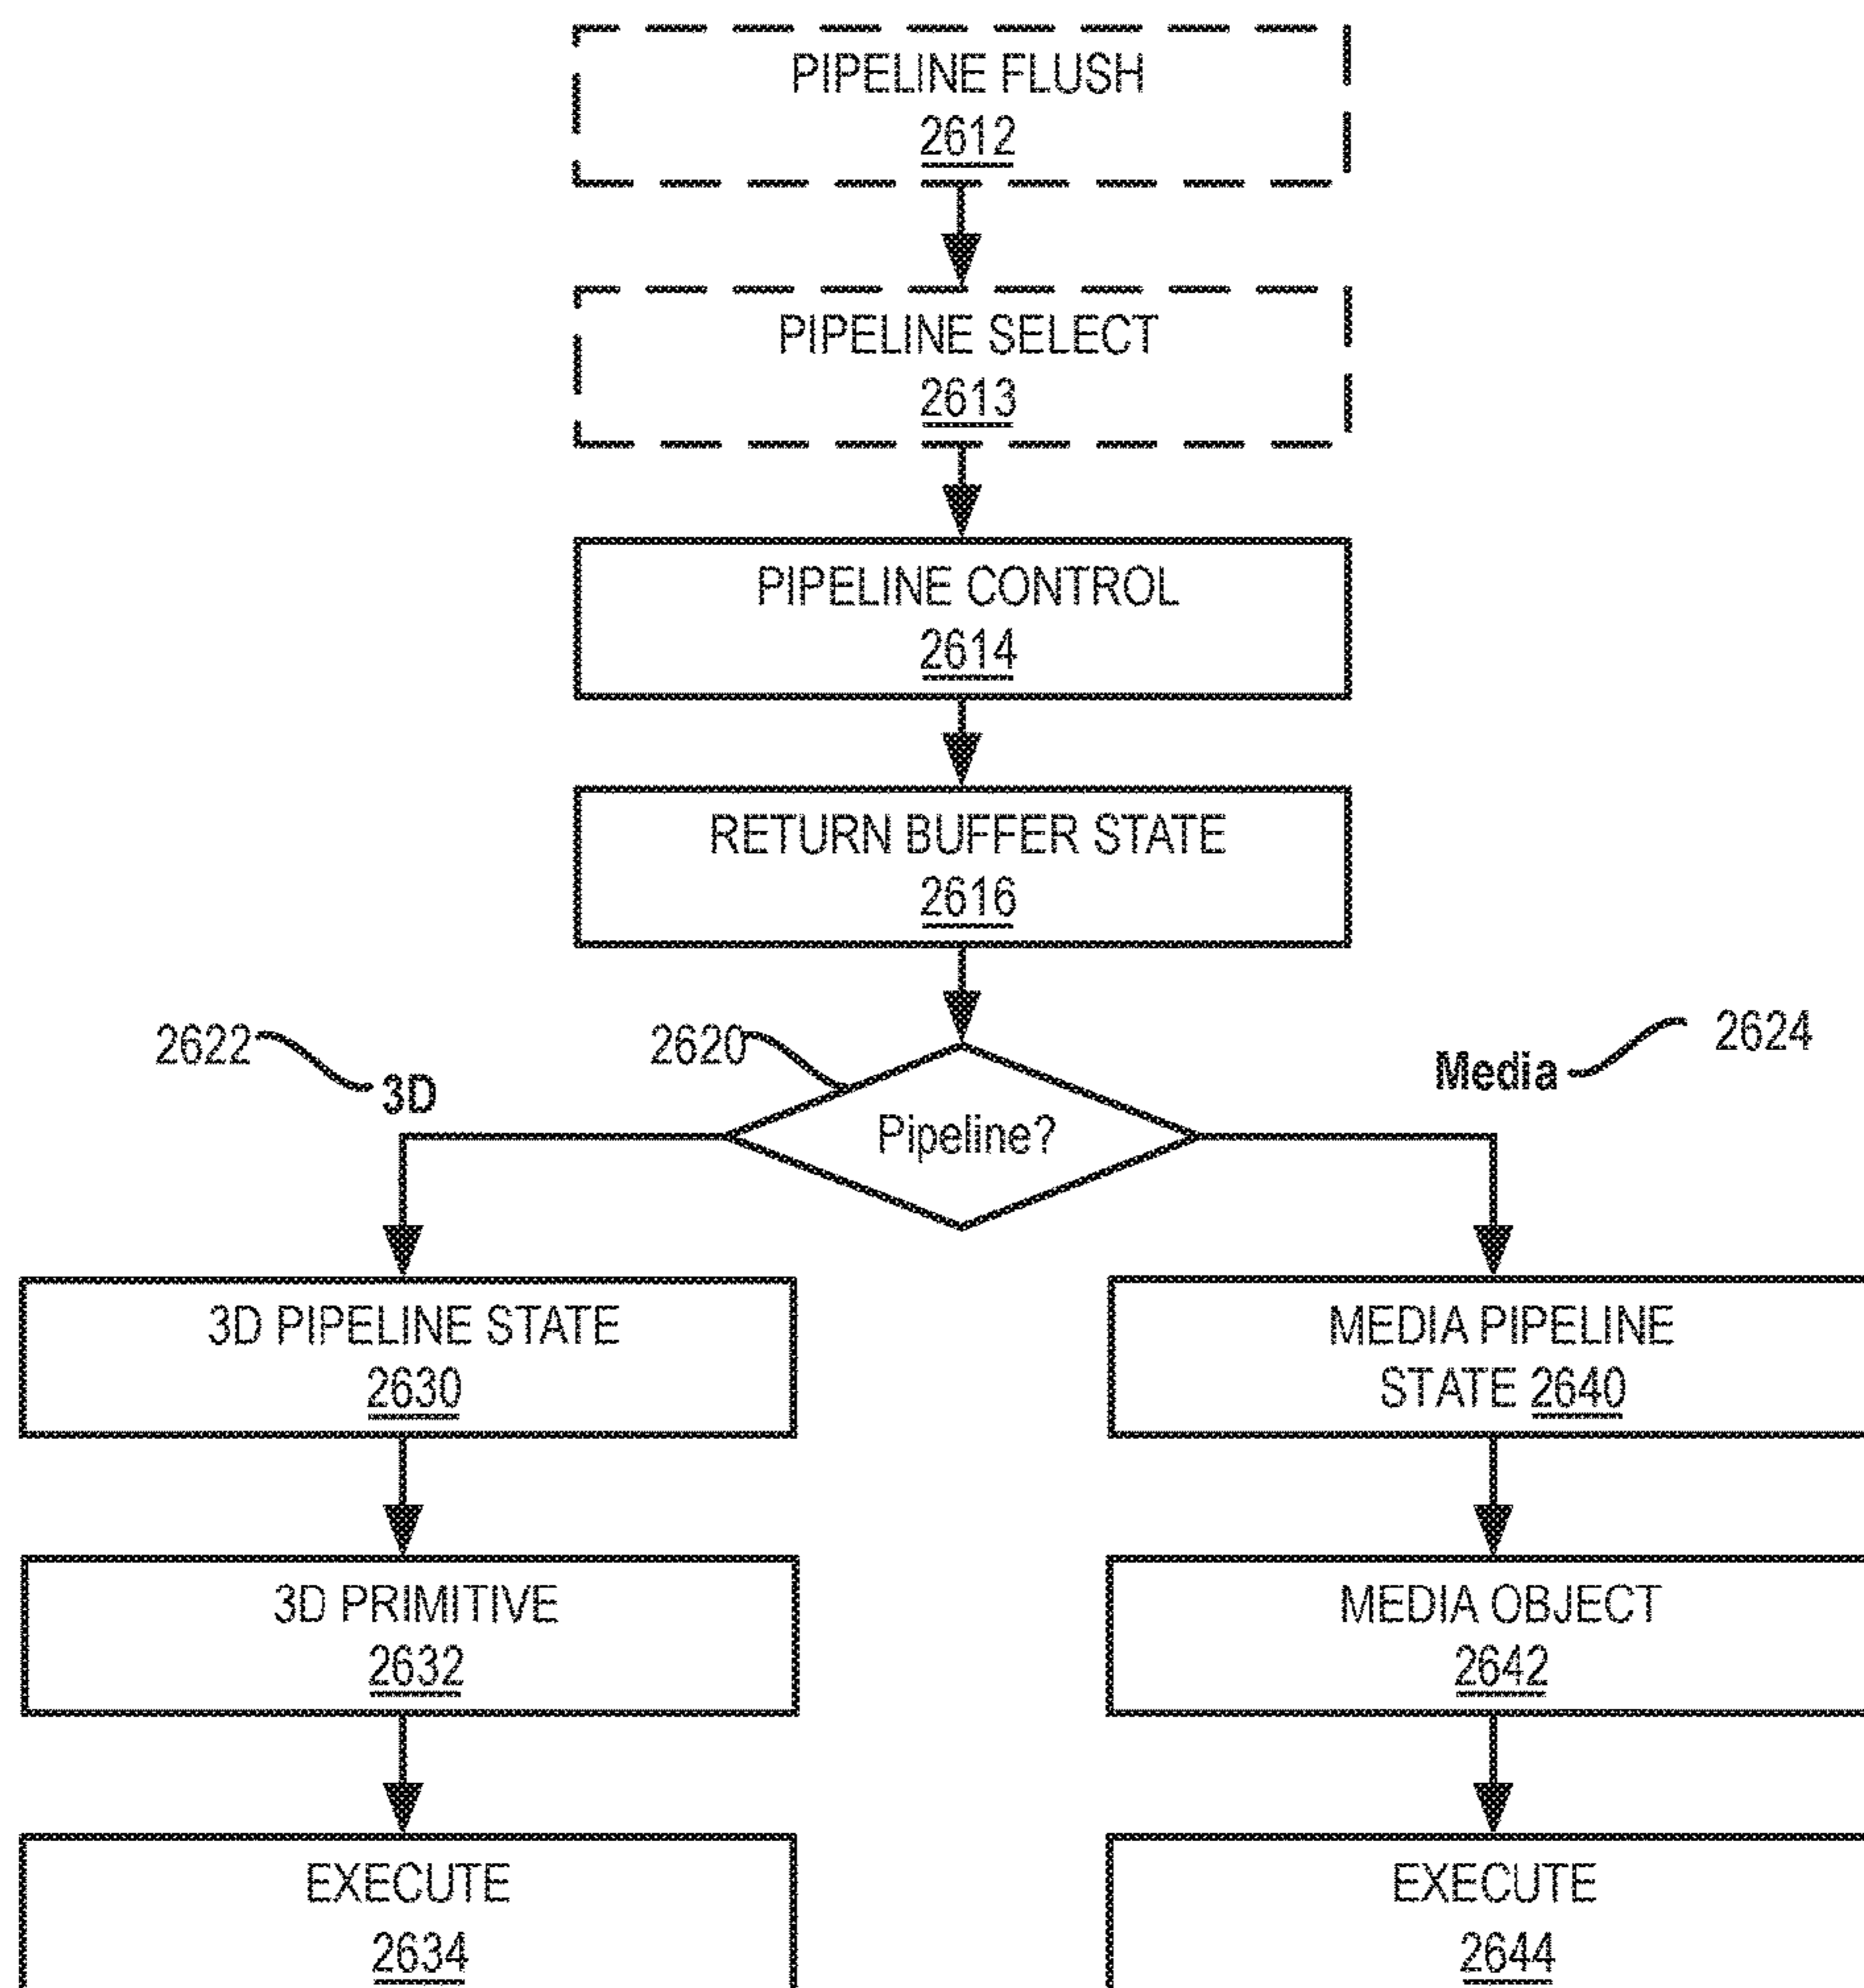 PIPELINE FLUSH
2612
PIPELINE SELECT
2613
PIPELINE CONTROL
2614
RETURN BUFFER STATE
2616
2622
3D
2620
Pipeline?
Media
2624
3D PIPELINE STATE
2630
MEDIA PIPELINE
STATE 2640
3D PRIMITIVE
2632
MEDIA OBJECT
2642
EXECUTE
2634
EXECUTE
2644